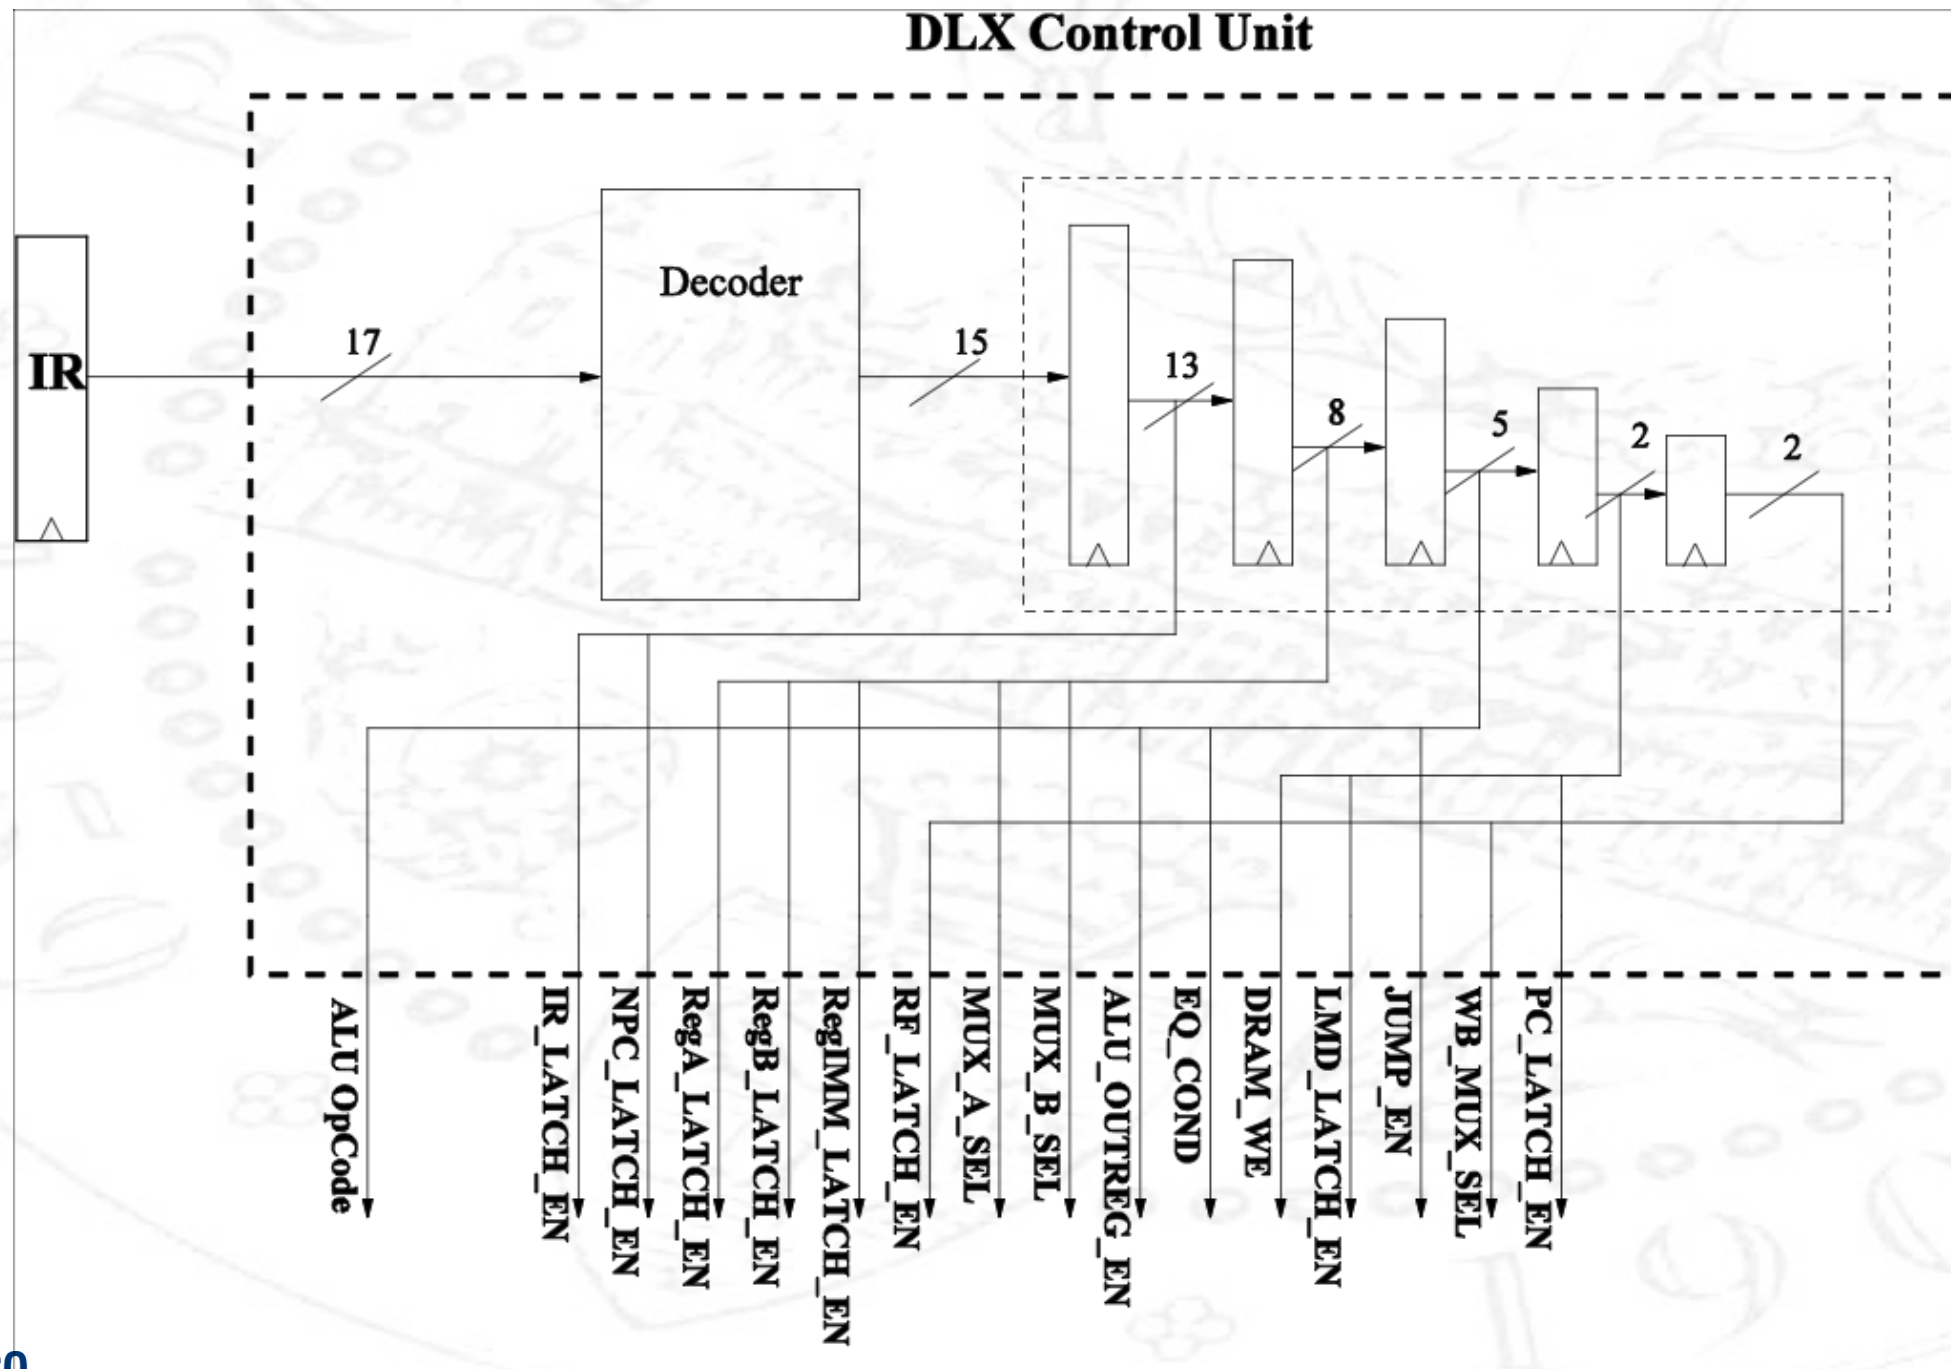 DLX Control Unit
Decoder
IR
17
15
13
8
5
2
2
ALU OpCode
IR_LATCH_EN
NPC_LATCH_EN
RegA_LATCH_EN
RegB_LATCH_EN
RegIMM_LATCH_EN
RF_LATCH_EN
MUX_A_SEL
MUX_B_SEL
ALU_OUTREG_EN
EQ_COND
DRAM_WE
LMD_LATCH_EN
JUMP_EN
WB_MUX_SEL
PC_LATCH_EN